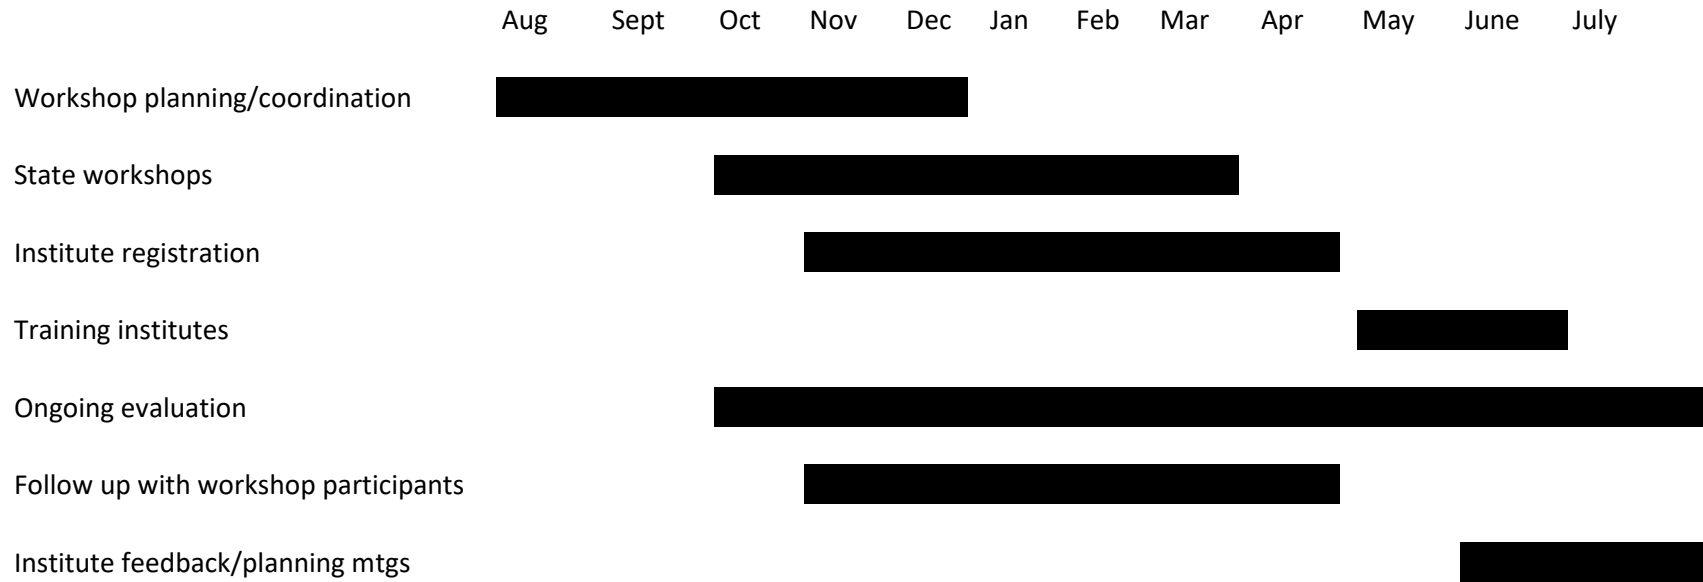 Aug Sept Oct Nov Dec Jan Feb Mar Apr May June July
Workshop planning/coordination
State workshops
Institute registration
Training institutes
Ongoing evaluation
Follow up with workshop participants
Institute feedback/planning mtgs